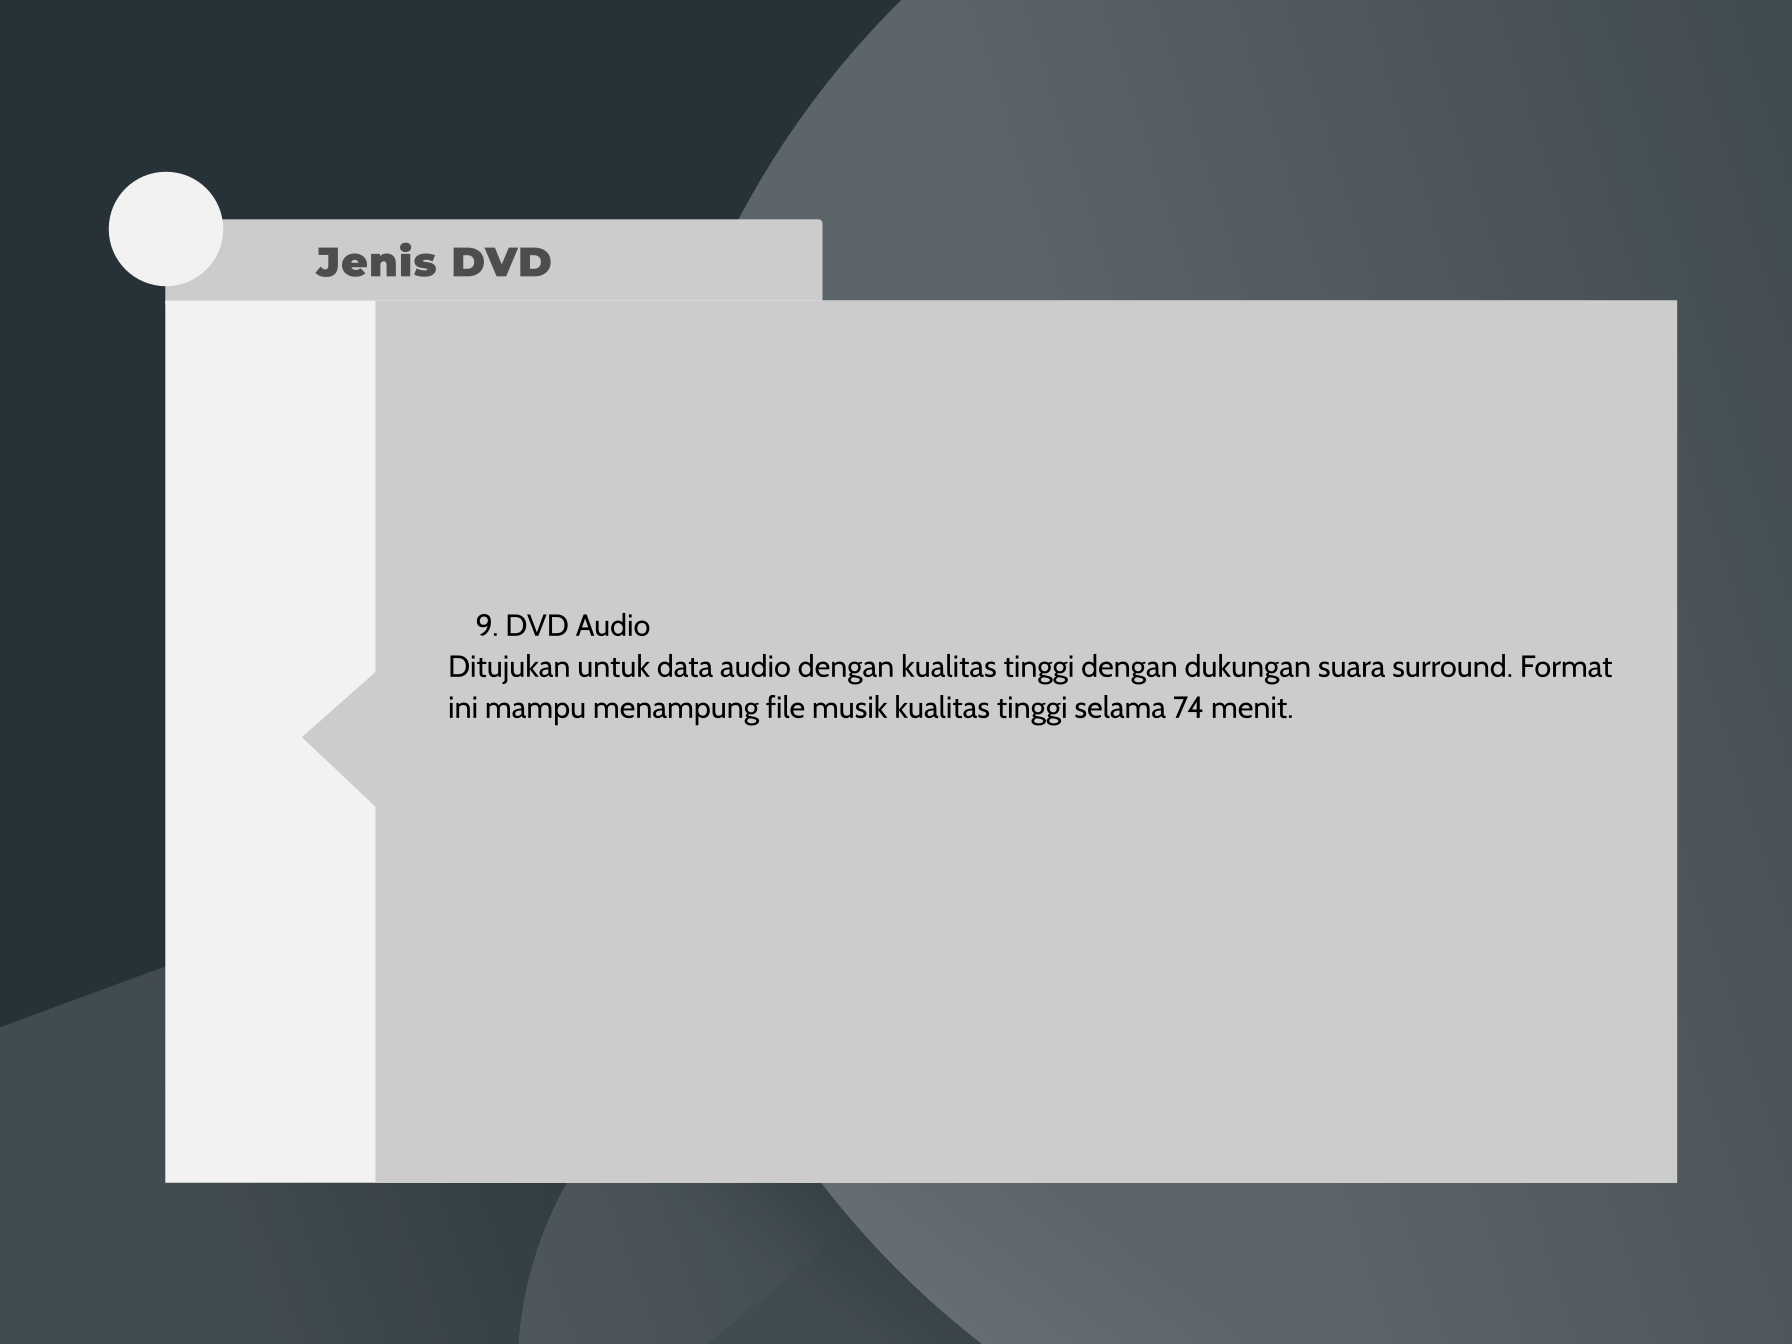 Jenis DVD
9. DVD Audio
Ditujukan untuk data audio dengan kualitas tinggi dengan dukungan suara surround. Format
ini mampu menampung file musik kualitas tinggi selama 74 menit.